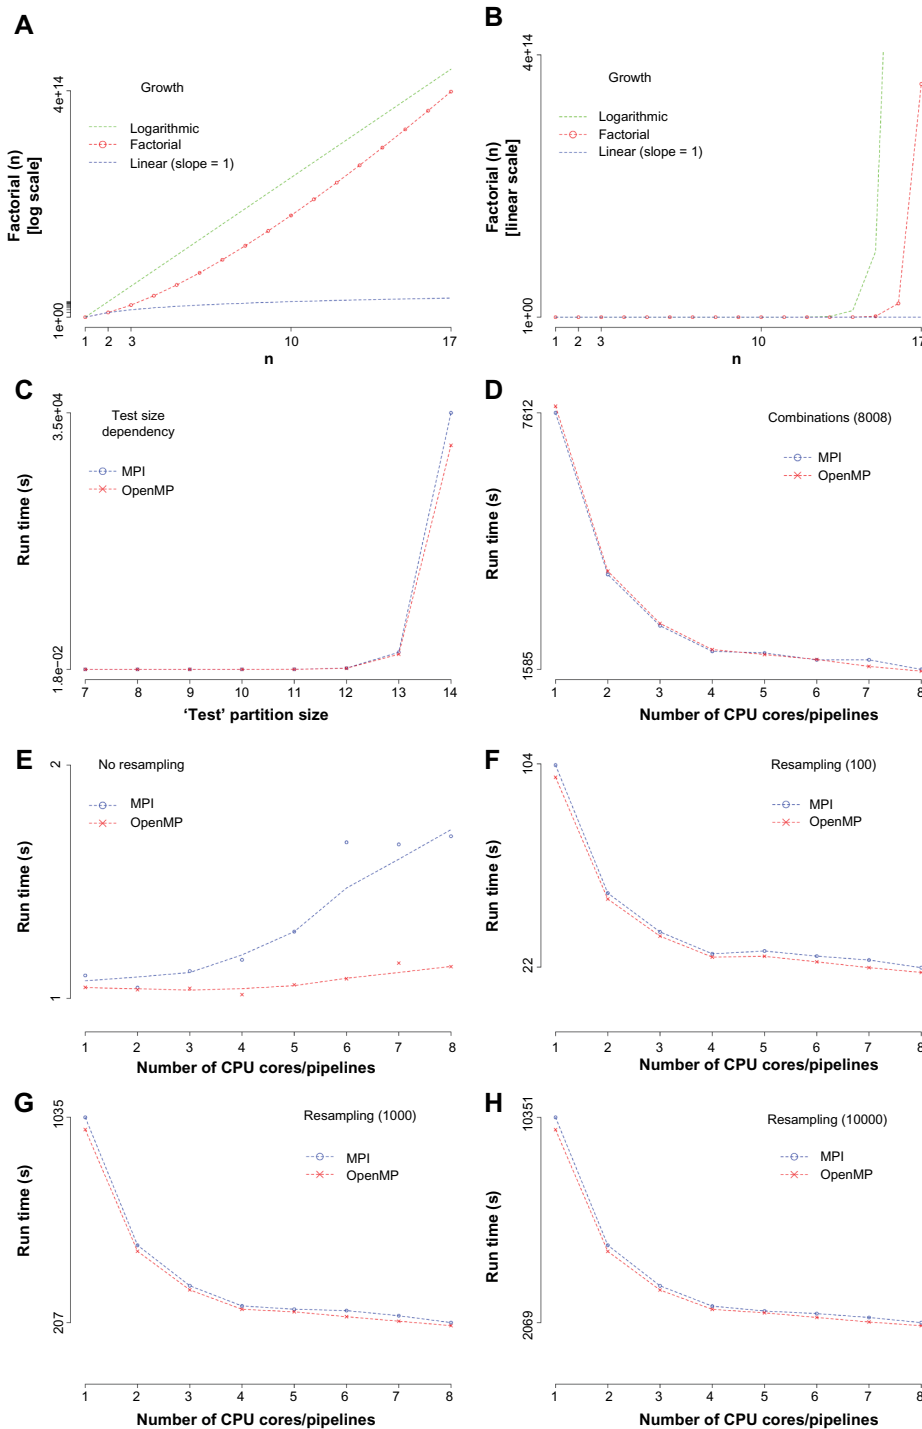 A
Factorial (n)
[log scale]
4e+14
1e+00
Growth
Logarithmic
Factorial
Linear (slope = 1)
1 2 3 10 17
n
B
Factorial (n)
[linear scale]
4e+14
1e+00
Growth
Logarithmic
Factorial
Linear (slope = 1)
1 2 3 10 17
n
C
Run time (s)
3.5e+04
1.8e−02
Test size
dependency
MPI
OpenMP
7 8 9 10 11 12 13 14
‘Test’ partition size
D
Run time (s)
7612
1585
Combinations (8008)
MPI
OpenMP
1 2 3 4 5 6 7 8
Number of CPU cores/pipelines
E
Run time (s)
2
1
No resampling
MPI
OpenMP
1 2 3 4 5 6 7 8
Number of CPU cores/pipelines
F
Run time (s)
104
22
Resampling (100)
MPI
OpenMP
1 2 3 4 5 6 7 8
Number of CPU cores/pipelines
G
Run time (s)
1035
207
Resampling (1000)
MPI
OpenMP
1 2 3 4 5 6 7 8
Number of CPU cores/pipelines
H
Run time (s)
10351
2069
Resampling (10000)
MPI
OpenMP
1 2 3 4 5 6 7 8
Number of CPU cores/pipelines